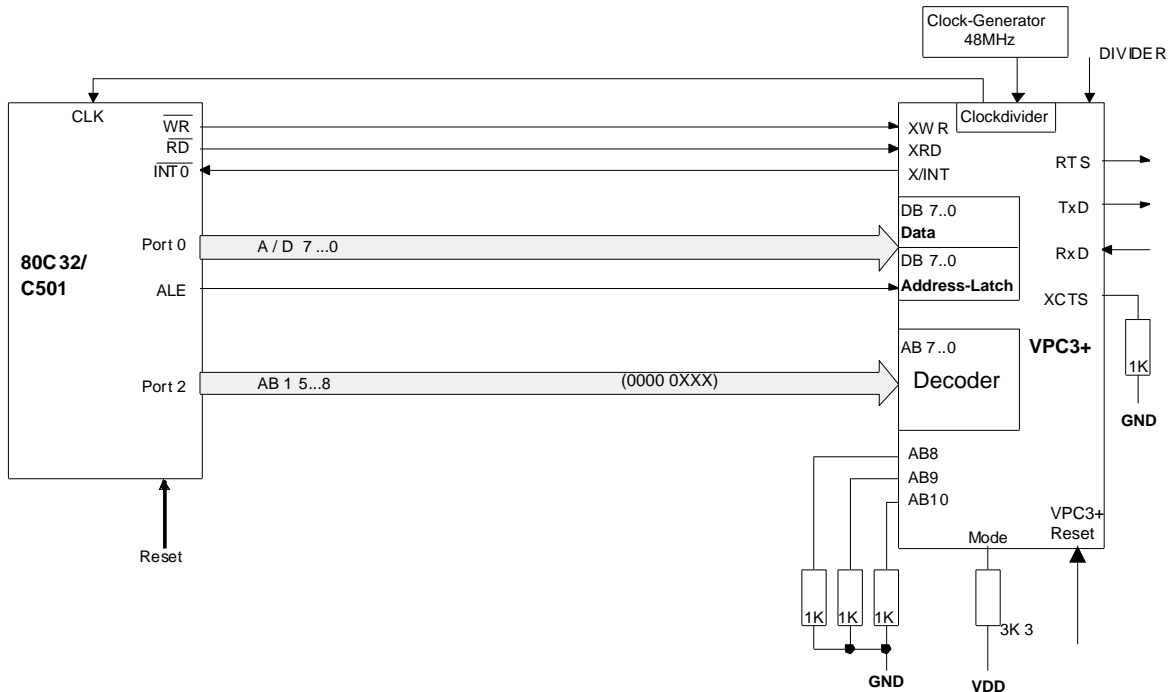 Clock-Generator
48MHz
DIVIDER
CLK
Clockdivider
WR
XWR
RD
XRD
INT0
X/INT
RTS
DB 7..0
TxD
Data
Port 0
A / D 7...0
RxD
DB 7..0
80C32/
C501
ALE
Address-Latch
XCTS
AB 7..0
VPC3+
1K
Port 2
AB 15...8
(0000 0XXX)
Decoder
GND
AB8
AB9
AB10
VPC3+
Reset
Mode
Reset
1K
1K
1K
3K3
GND
VDD